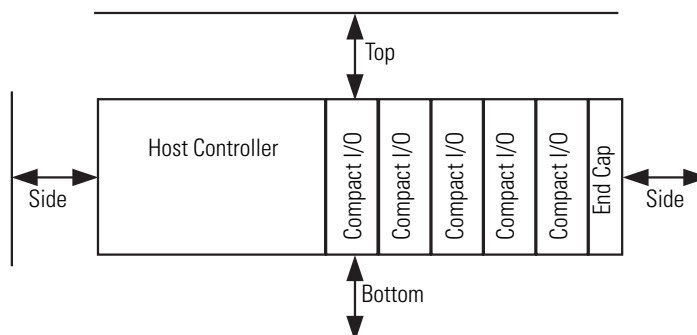 Top
Host Controller
Compact I/O
Compact I/O
Compact I/O
Compact I/O
Compact I/O
End Cap
Side
Side
Bottom